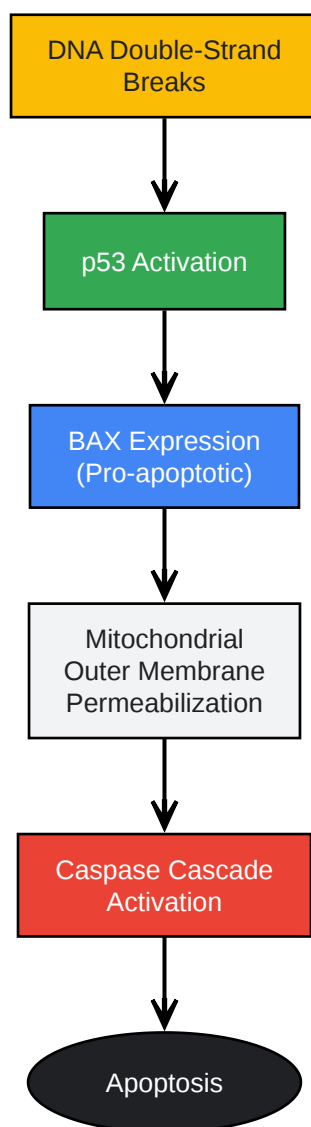 DNA Double-Strand
Breaks
p53 Activation
BAX Expression
(Pro-apoptotic)
Mitochondrial
Outer Membrane
Permeabilization
Caspase Cascade
Activation
Apoptosis